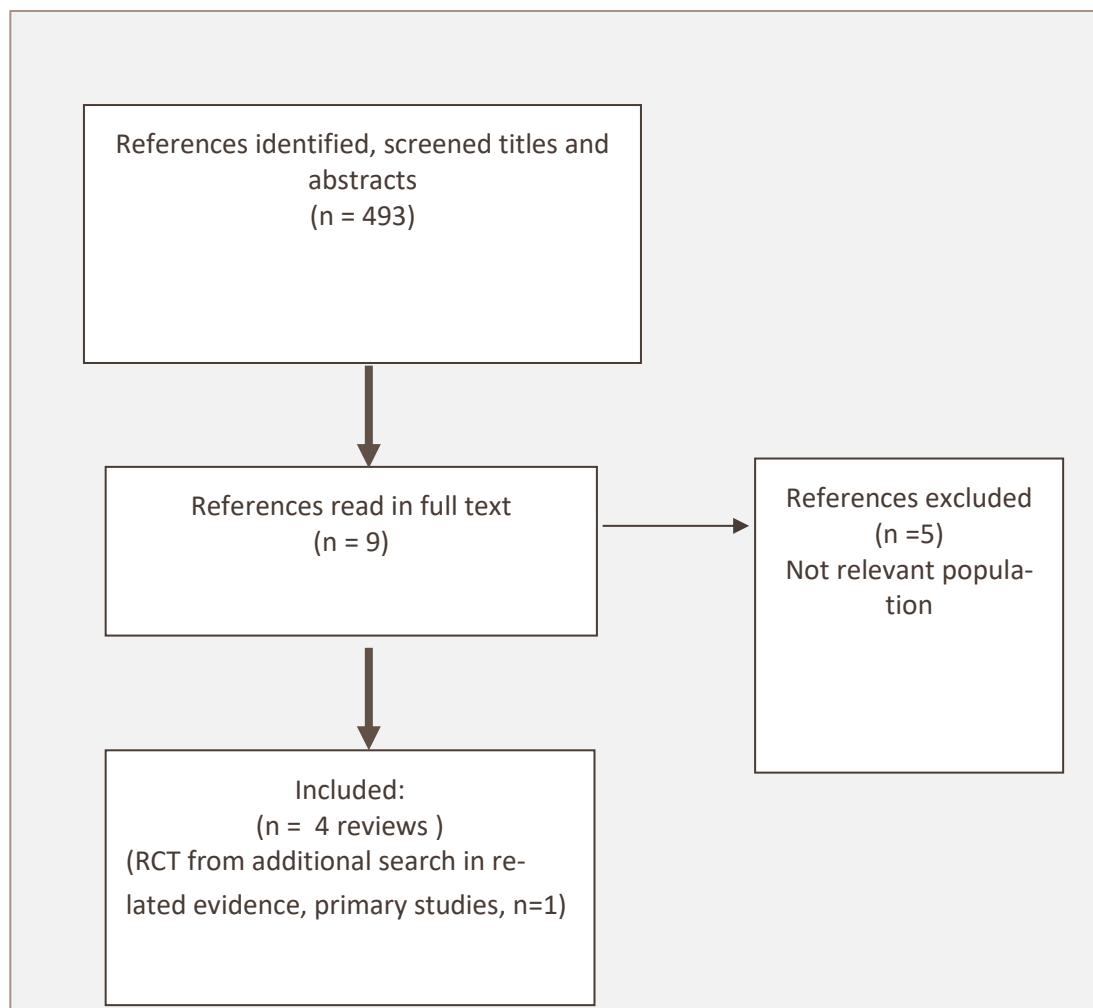 References identified, screened titles and
abstracts
(n = 493)
References read in full text
(n = 9)
References excluded
(n =5)
Not relevant popula-
tion
Included:
(n =  4 reviews )
(RCT from additional search in re-
lated evidence, primary studies, n=1)